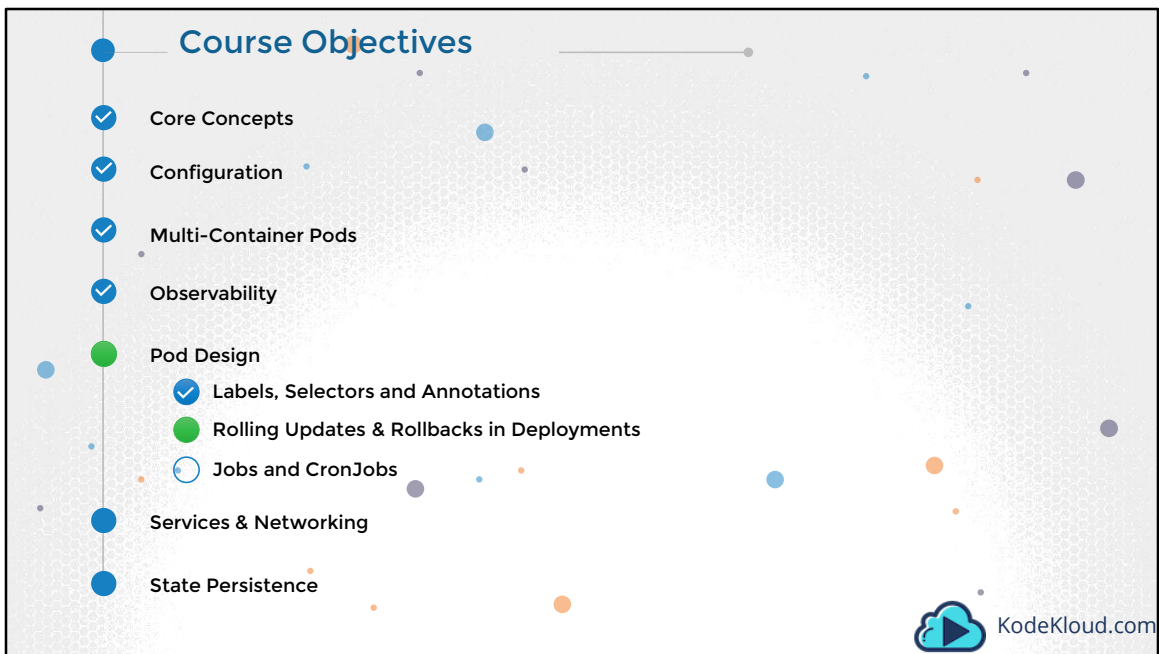 Course Objectives
Core Concepts
Configuration
Multi-Container Pods
Observability
Pod Design
Labels, Selectors and Annotations
Rolling Updates & Rollbacks in Deployments
Jobs and CronJobs
Services & Networking
State Persistence
KodeKloud.com